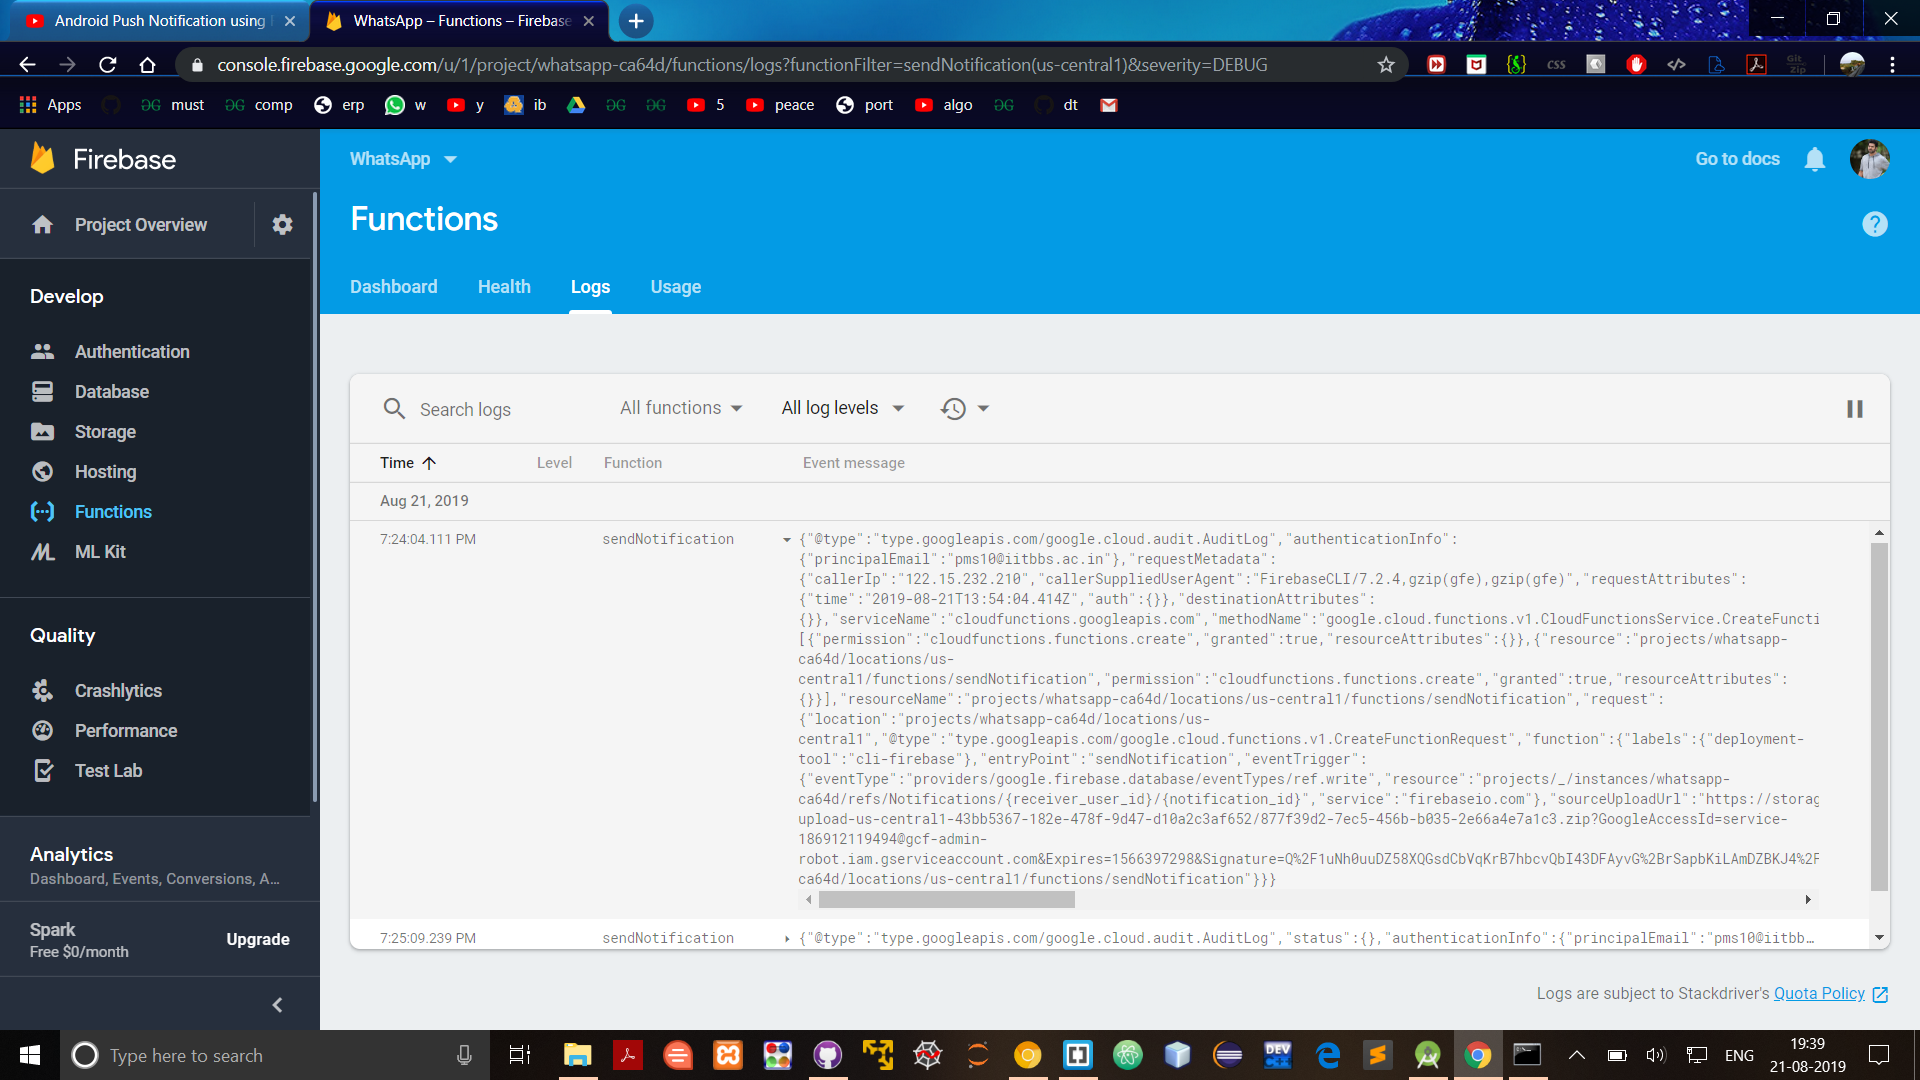 Android Push Notification using
WhatsApp – Functions – Firebase
console.firebase.google.com/u/1/project/whatsapp-ca64d/functions/logs?functionFilter=sendNotification(us-central1)&severity=DEBUG
Apps must comp erp w y ib 5 peace port algo dt
Firebase
WhatsApp
Go to docs
Project Overview
Functions
Dashboard Health Logs Usage
Develop
Authentication
Database
Storage
Hosting
Functions
ML Kit
Quality
Crashlytics
Performance
Test Lab
Analytics
Dashboard, Events, Conversions, A...
Spark
Free $0/month
Upgrade
Search logs All functions All log levels
Time Level Function Event message
Aug 21, 2019
7:24:04.111 PM sendNotification {"@type":"type.googleapis.com/google.cloud.audit.AuditLog","authenticationInfo":
{"principalEmail":"pms10@iitbbs.ac.in"},"requestMetadata":
{"callerIp":"122.15.232.210","callerSuppliedUserAgent":"FirebaseCLI/7.2.4,gzip(gfe),gzip(gfe)","requestAttributes":
{"time":"2019-08-21T13:54:04.414Z","auth":{}},"destinationAttributes":
{}},"serviceName":"cloudfunctions.googleapis.com","methodName":"google.cloud.functions.v1.CloudFunctionsService.CreateFuncti
[{"permission":"cloudfunctions.functions.create","granted":true,"resourceAttributes":{}},{"resource":"projects/whatsapp-
ca64d/locations/us-
central1/functions/sendNotification","permission":"cloudfunctions.functions.create","granted":true,"resourceAttributes":
{}}],"resourceName":"projects/whatsapp-ca64d/locations/us-central1/functions/sendNotification","request":
{"location":"projects/whatsapp-ca64d/locations/us-
central1","@type":"type.googleapis.com/google.cloud.functions.v1.CreateFunctionRequest","function":{"labels":{"deployment-
tool":"cli-firebase"},"entryPoint":"sendNotification","eventTrigger":
{"eventType":"providers/google.firebase.database/eventTypes/ref.write","resource":"projects/_/instances/whatsapp-
ca64d/refs/Notifications/{receiver_user_id}/{notification_id}","service":"firebaseio.com"},"sourceUploadUrl":"https://storag
upload-us-central1-43bb5367-182e-478f-9d47-d10a2c3af652/877f39d2-7ec5-456b-b035-2e66a4e7a1c3.zip?GoogleAccessId=service-
186912119494@gcf-admin-
robot.iam.gserviceaccount.com&Expires=1566397298&Signature=Q%2F1uNh0uuDZ58XQGsdCbVqKrB7hbcvQbI43DFAyvG%2BrSapbKiLAmDZBKJ4%2F
ca64d/locations/us-central1/functions/sendNotification"}}}
7:25:09.239 PM sendNotification {"@type":"type.googleapis.com/google.cloud.audit.AuditLog","status":{},"authenticationInfo":{"principalEmail":"pms10@iitbb...
Logs are subject to Stackdriver's Quota Policy
Type here to search
DEV
ENG
19:39
21-08-2019